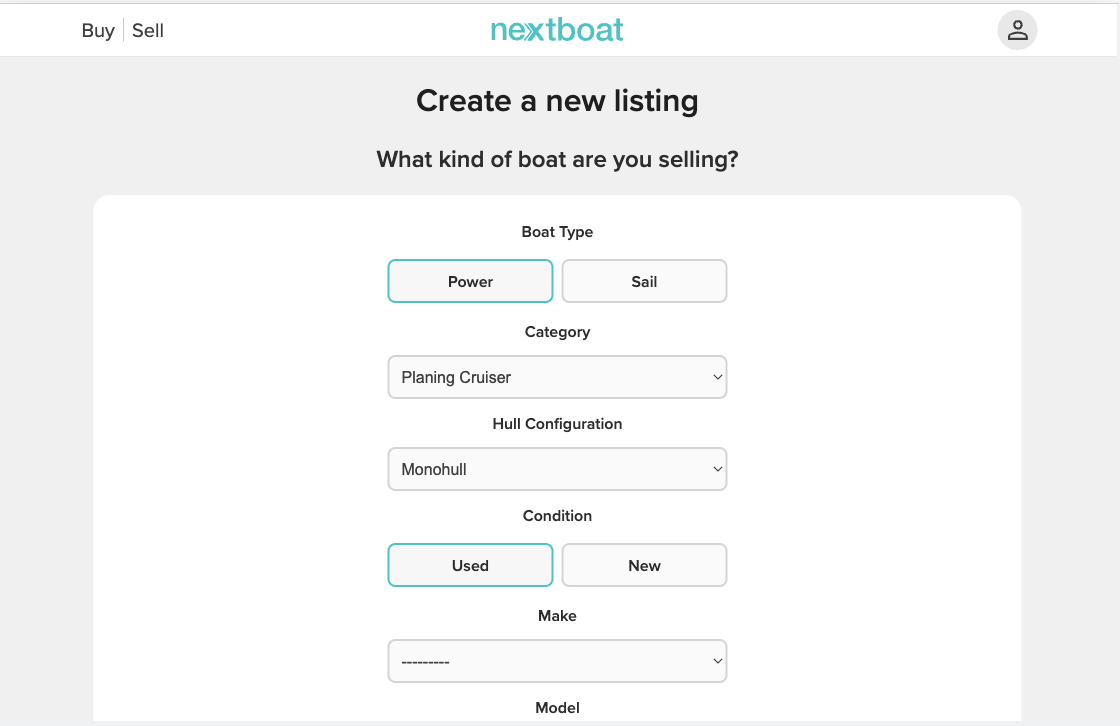 Buy Sell
nextboat
Create a new listing
What kind of boat are you selling?
Boat Type
Power Sail
Category
Planing Cruiser
Hull Configuration
Monohull
Condition
Used New
Make
---------
Model